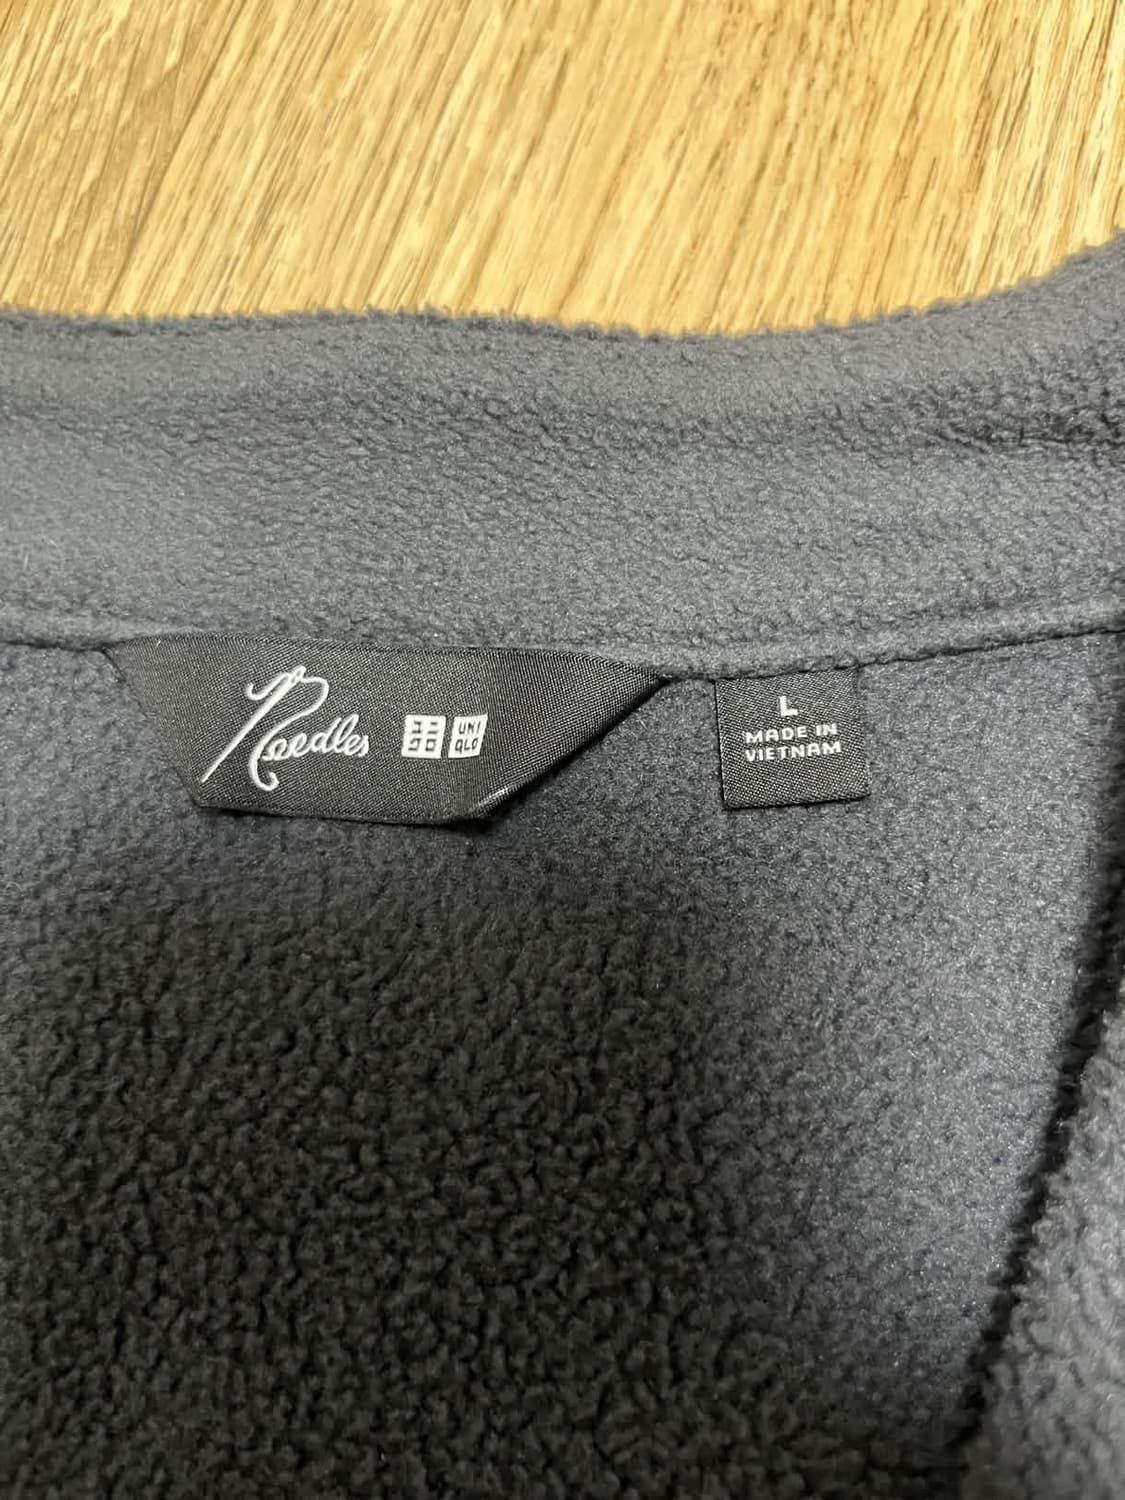 Needles ユニ クロ UNI QLO
L
MADE IN
VIETNAM